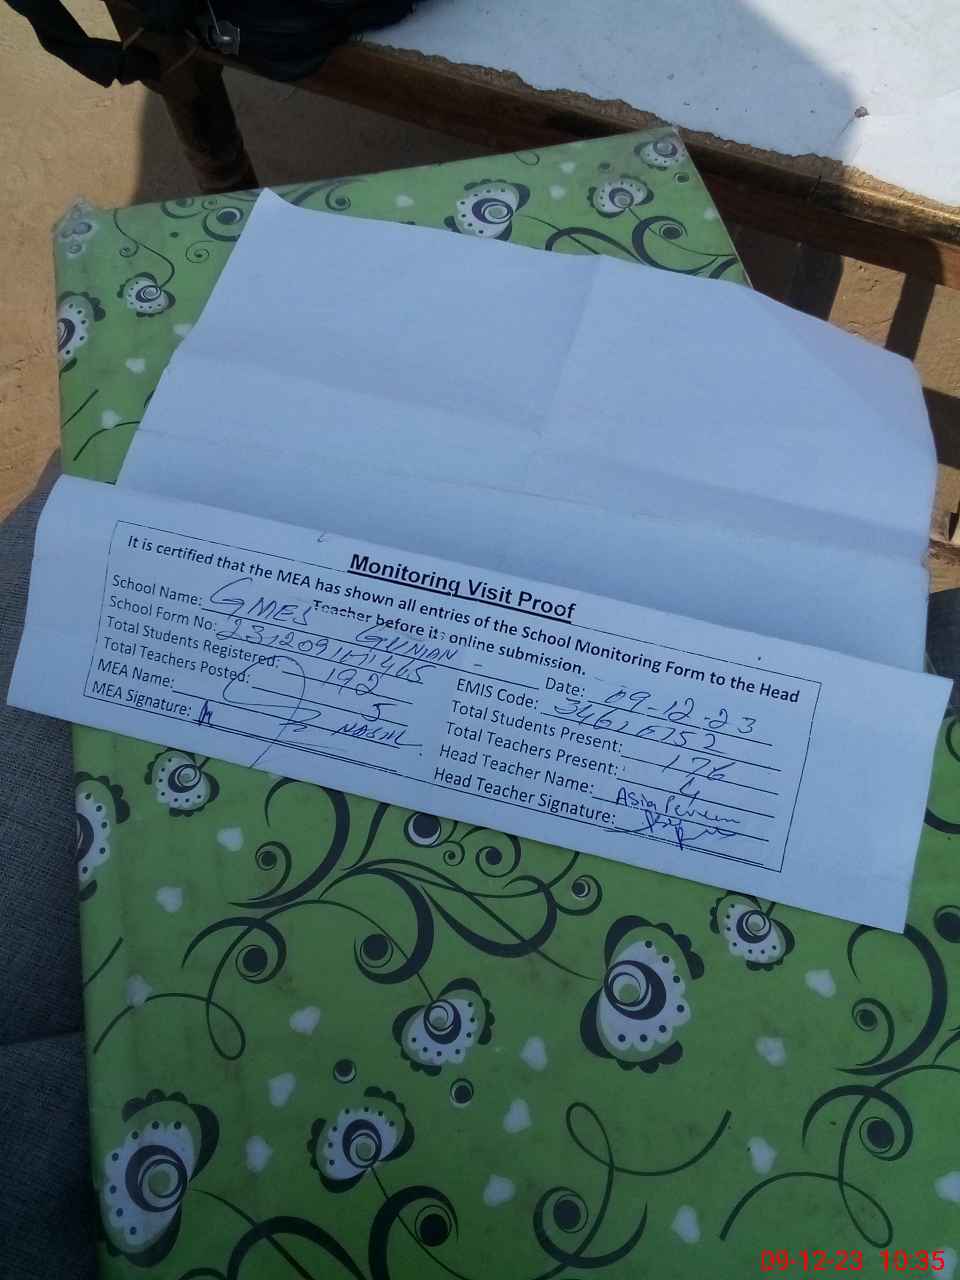 Monitoring Visit Proof
It is certified that the MEA has shown all entries of the School Monitoring Form to the Head
Teacher before its online submission.
School Name: GMES GUNIAN Date: 09-12-23
School Form No: EMIS Code:
Total Students Registered: 192 Total Students Present: 176
Total Teachers Posted: 5 Total Teachers Present: 4
MEA Name: Head Teacher Name: Asia Perveen
MEA Signature: Head Teacher Signature:
09-12-23 10:35